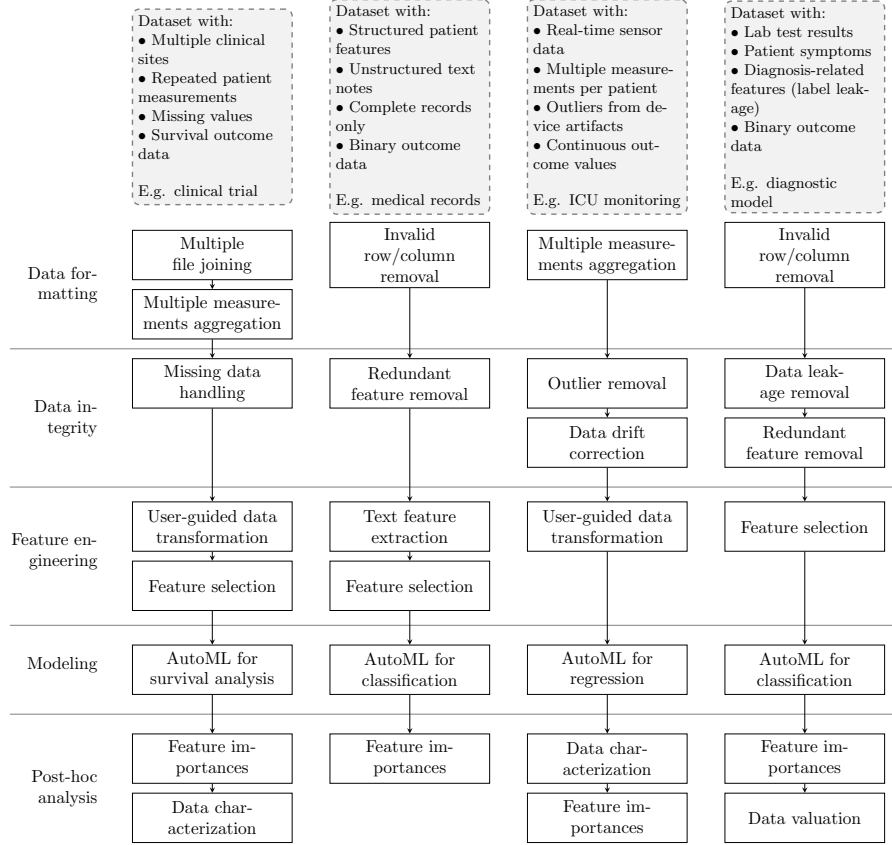 Dataset with:
● Multiple clinical
sites
● Repeated patient
measurements
● Missing values
● Survival outcome
data
E.g. clinical trial
Dataset with:
● Structured patient
features
● Unstructured text
notes
● Complete records
only
● Binary outcome
data
E.g. medical records
Dataset with:
● Real-time sensor
data
● Multiple mea-
surements per patient
● Outliers from de-
vice artifacts
● Continuous out-
come values
E.g. ICU monitoring
Dataset with:
● Lab test results
● Patient symptoms
● Diagnosis-related
features (label leak-
age)
● Binary outcome
data
E.g. diagnostic
model
Data for-
matting
Multiple
file joining
Multiple measure-
ments aggregation
Invalid
row/column
removal
Multiple measure-
ments aggregation
Invalid
row/column
removal
Data in-
tegrity
Missing data
handling
Redundant
feature removal
Outlier removal
Data drift
correction
Data leak-
age removal
Redundant
feature removal
Feature en-
gineering
User-guided data
transformation
Feature selection
Text feature
extraction
Feature selection
User-guided data
transformation
Feature selection
Modeling
AutoML for
survival analysis
AutoML for
classification
AutoML for
regression
AutoML for
classification
Post-hoc
analysis
Feature im-
portances
Data char-
acterization
Feature im-
portances
Data char-
acterization
Feature im-
portances
Feature im-
portances
Data valuation